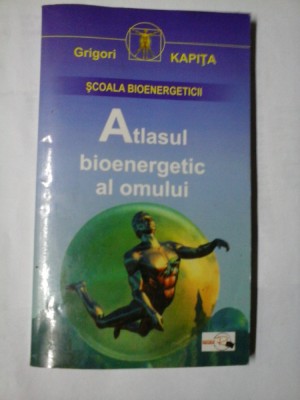 Grigori KAPIȚA
ȘCOALA BIOENERGETICII
Atlasul
bioenergetic
al omului